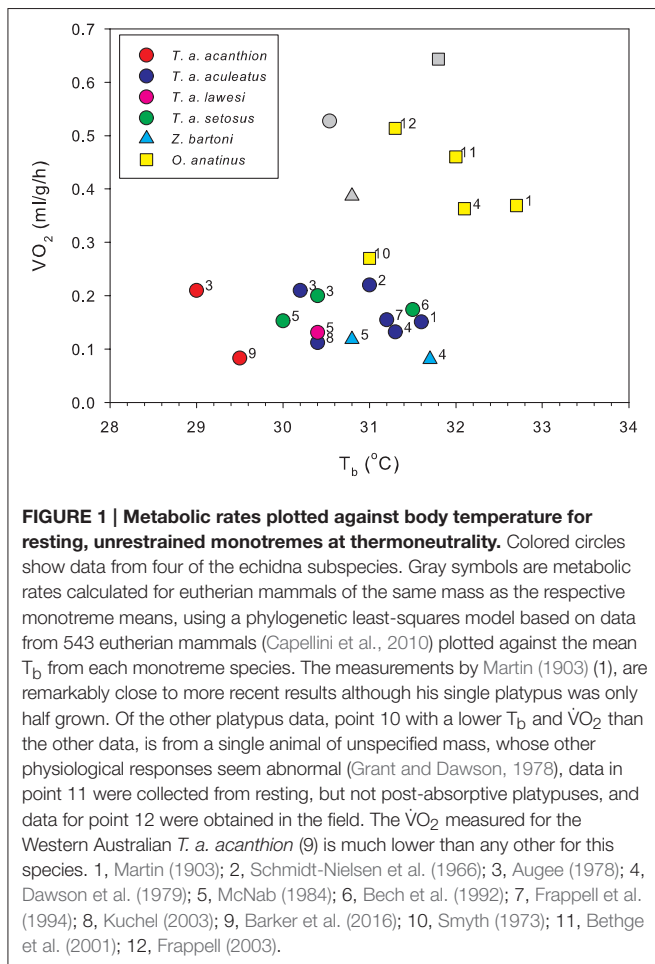 0.7
0.6
0.5
0.4
0.3
0.2
0.1
0.0
VO2 (ml/g/h)
T. a. acanthion
T. a. aculeatus
T. a. lawesi
T. a. setosus
Z. bartoni
O. anatinus
12
11
4
1
10
3
3
3
2
6
5
5
8
7
4
1
5
9
4
28
29
30
31
32
33
34
Tb (°C)
FIGURE 1 | Metabolic rates plotted against body temperature for
resting, unrestrained monotremes at thermoneutrality. Colored circles
show data from four of the echidna subspecies. Gray symbols are metabolic
rates calculated for eutherian mammals of the same mass as the respective
monotreme means, using a phylogenetic least-squares model based on data
from 543 eutherian mammals (Capellini et al., 2010) plotted against the mean
Tb from each monotreme species. The measurements by Martin (1903) (1), are
remarkably close to more recent results although his single platypus was only
half grown. Of the other platypus data, point 10 with a lower Tb and V̇O2 than
the other data, is from a single animal of unspecified mass, whose other
physiological responses seem abnormal (Grant and Dawson, 1978), data in
point 11 were collected from resting, but not post-absorptive platypuses, and
data for point 12 were obtained in the field. The V̇O2 measured for the
Western Australian T. a. acanthion (9) is much lower than any other for this
species. 1, Martin (1903); 2, Schmidt-Nielsen et al. (1966); 3, Augee (1978); 4,
Dawson et al. (1979); 5, McNab (1984); 6, Bech et al. (1992); 7, Frappell et al.
(1994); 8, Kuchel (2003); 9, Barker et al. (2016); 10, Smyth (1973); 11, Bethge
et al. (2001); 12, Frappell (2003).